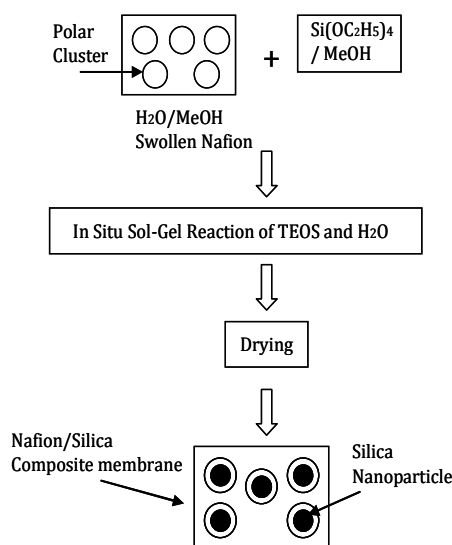 Polar
Cluster
+
Si(OC2H5)4
/ MeOH
H2O/MeOH
Swollen Nafion
In Situ Sol-Gel Reaction of TEOS and H2O
Drying
Nafion/Silica
Composite membrane
Silica
Nanoparticle